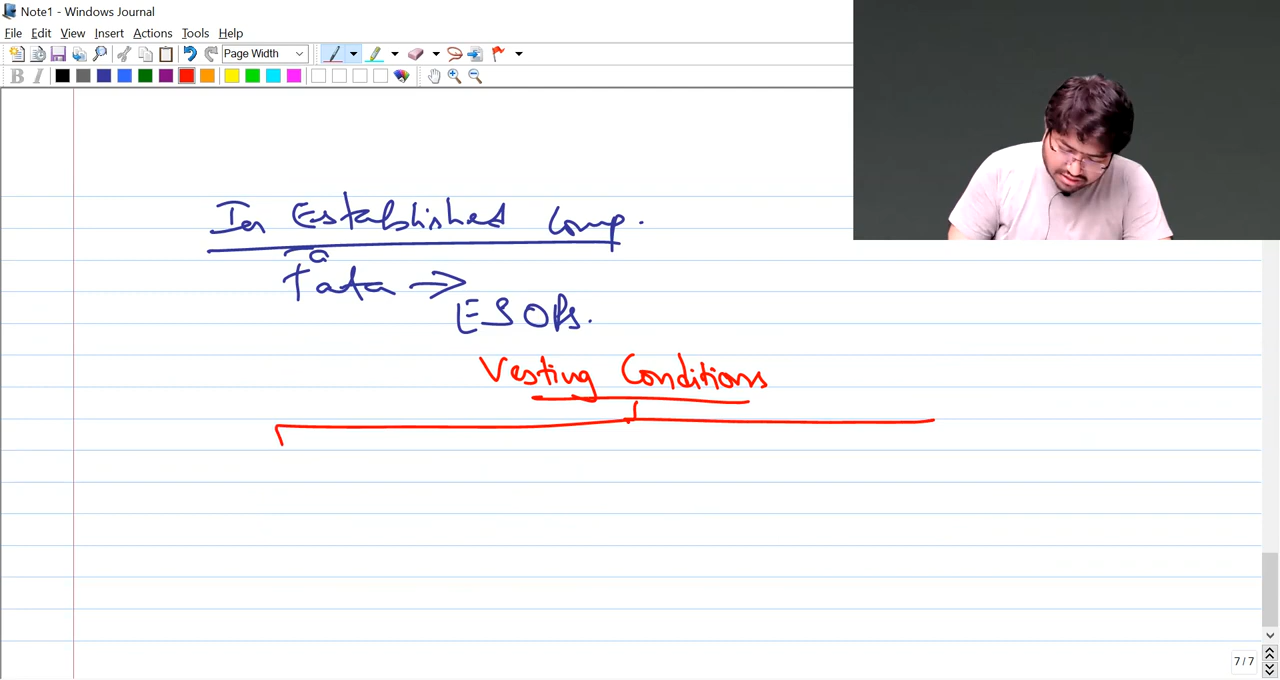 Note1 - Windows Journal
File Edit View Insert Actions Tools Help
Page Width
B I
In Established Comp.
Tata →
ESOPs.
Vesting Conditions
7 / 7